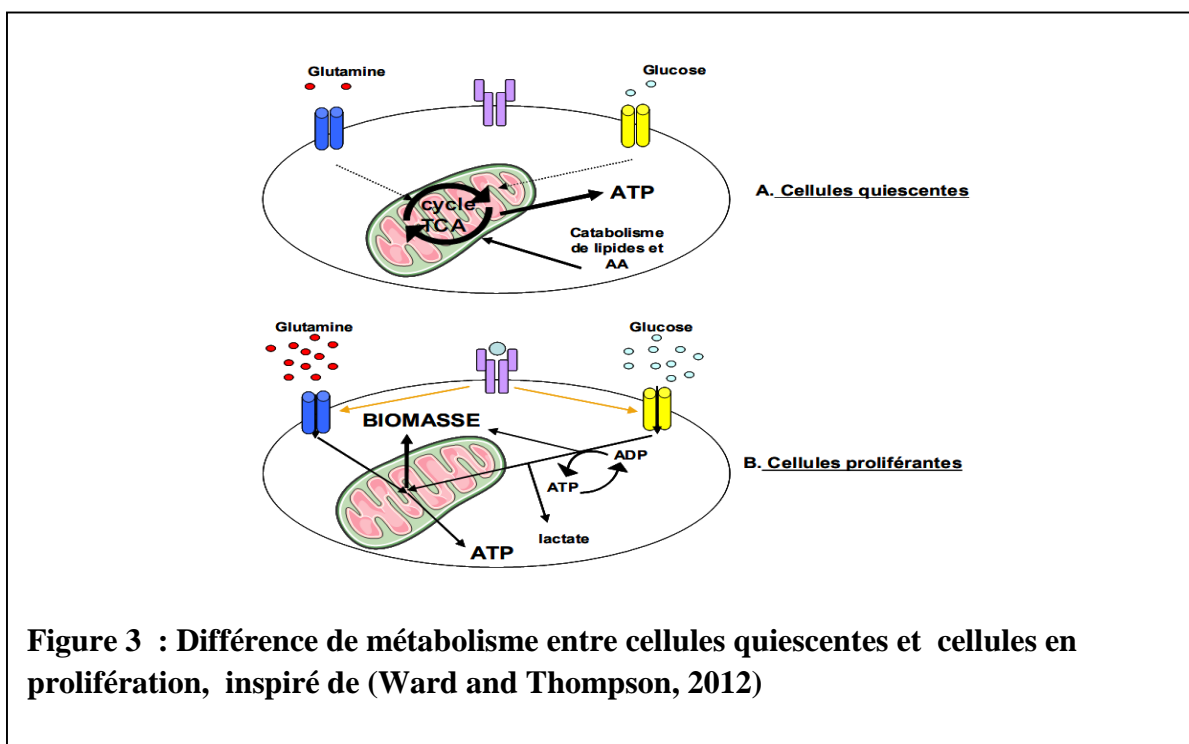 Glutamine
Glucose
cycle
TCA
ATP
Catabolisme
de lipides et
AA
A. Cellules quiescentes
Glutamine
Glucose
BIOMASSE
ADP
ATP
lactate
ATP
B. Cellules proliférantes
Figure 3 : Différence de métabolisme entre cellules quiescentes et cellules en
prolifération, inspiré de (Ward and Thompson, 2012)